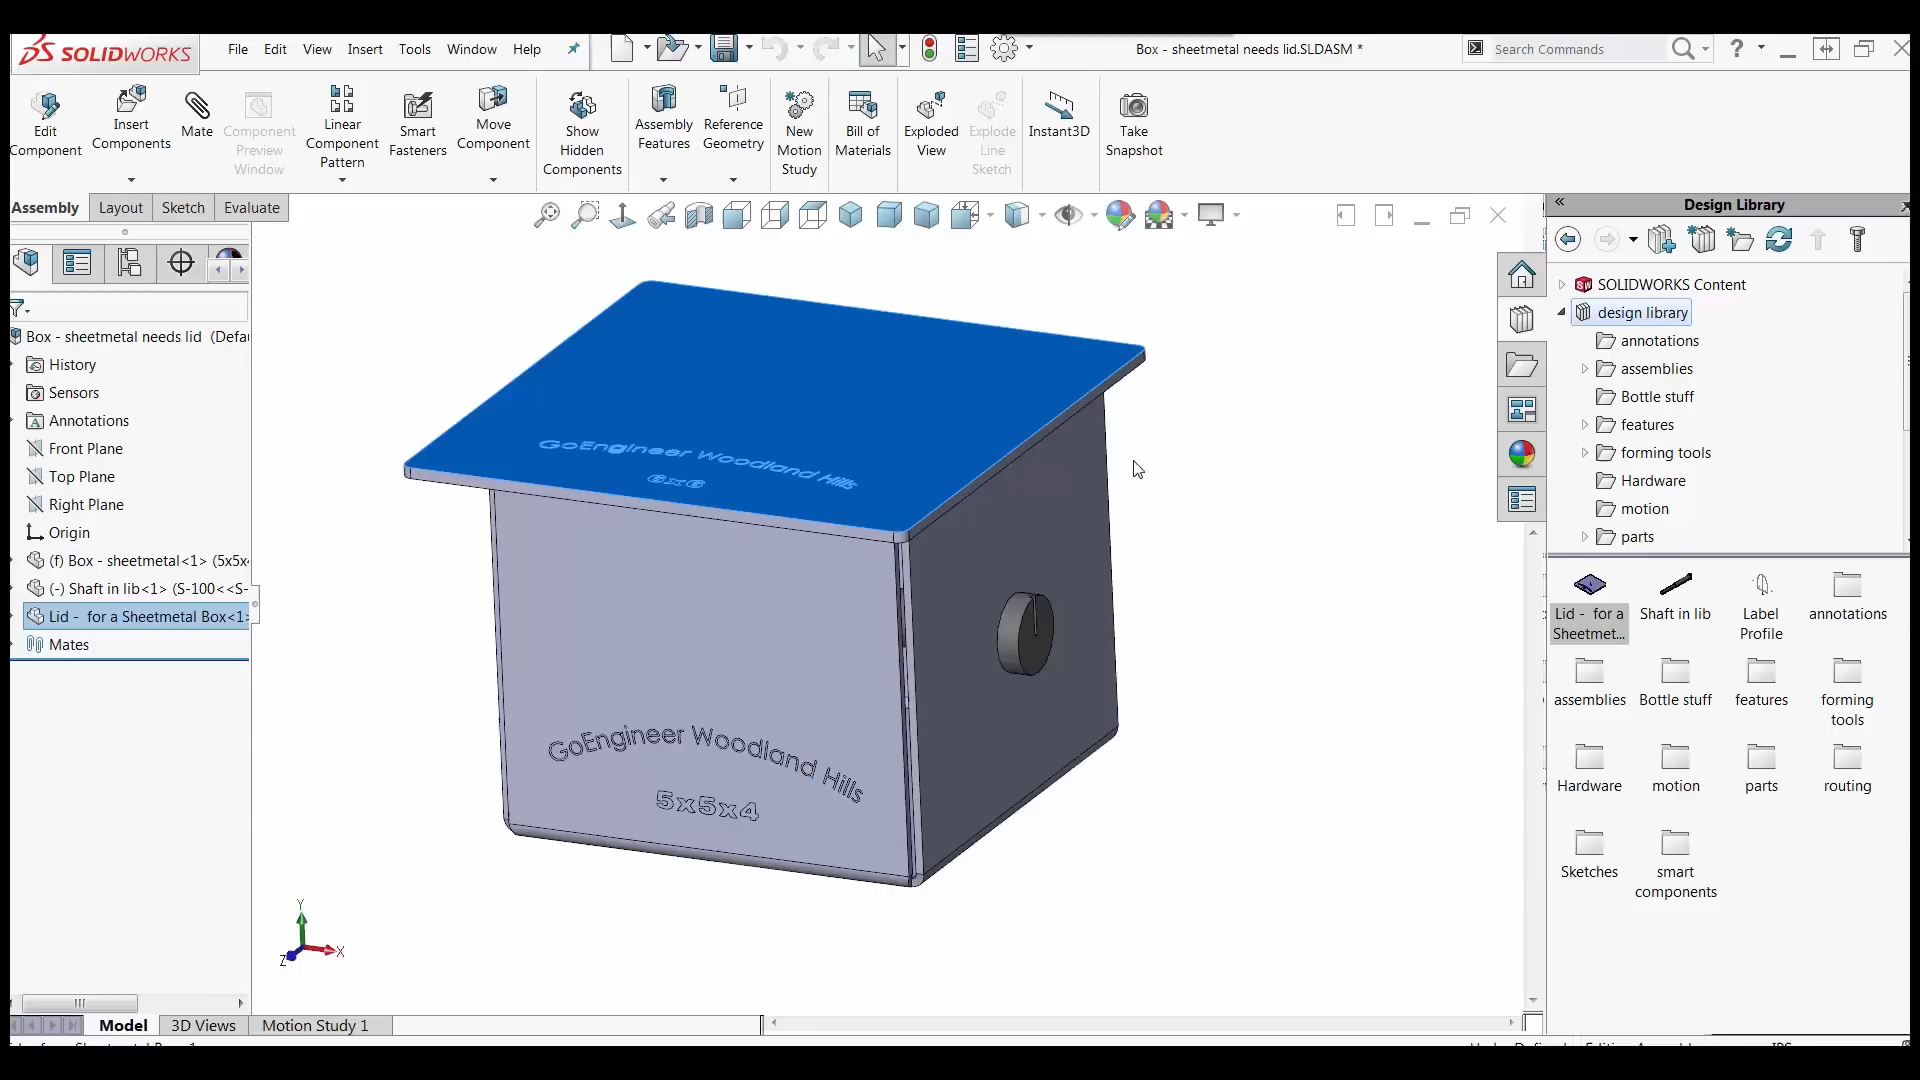 SOLIDWORKS
File Edit View Insert Tools Window Help
Box - sheetmetal needs lid.SLDASM *
Search Commands
?
Edit Component
Insert Components
Mate
Component Preview Window
Linear Component Pattern
Smart Fasteners
Move Component
Show Hidden Components
Assembly Features
Reference Geometry
New Motion Study
Bill of Materials
Exploded View
Explode Line Sketch
Instant3D
Take Snapshot
Assembly Layout Sketch Evaluate
Design Library
Box - sheetmetal needs lid (Defa
History
Sensors
Annotations
Front Plane
Top Plane
Right Plane
Origin
(f) Box - sheetmetal<1> (5x5x4
(-) Shaft in lib<1> (S-100<<S-
Lid - for a Sheetmetal Box<1>
Mates
GoEngineer Woodland Hills
6x6
GoEngineer Woodland Hills
5x5x4
Y
X
Z
SOLIDWORKS Content
design library
annotations
assemblies
Bottle stuff
features
forming tools
Hardware
motion
parts
Lid - for a Sheetmet...
Shaft in lib
Label Profile
annotations
assemblies
Bottle stuff
features
forming tools
Hardware
motion
parts
routing
Sketches
smart components
Model 3D Views Motion Study 1